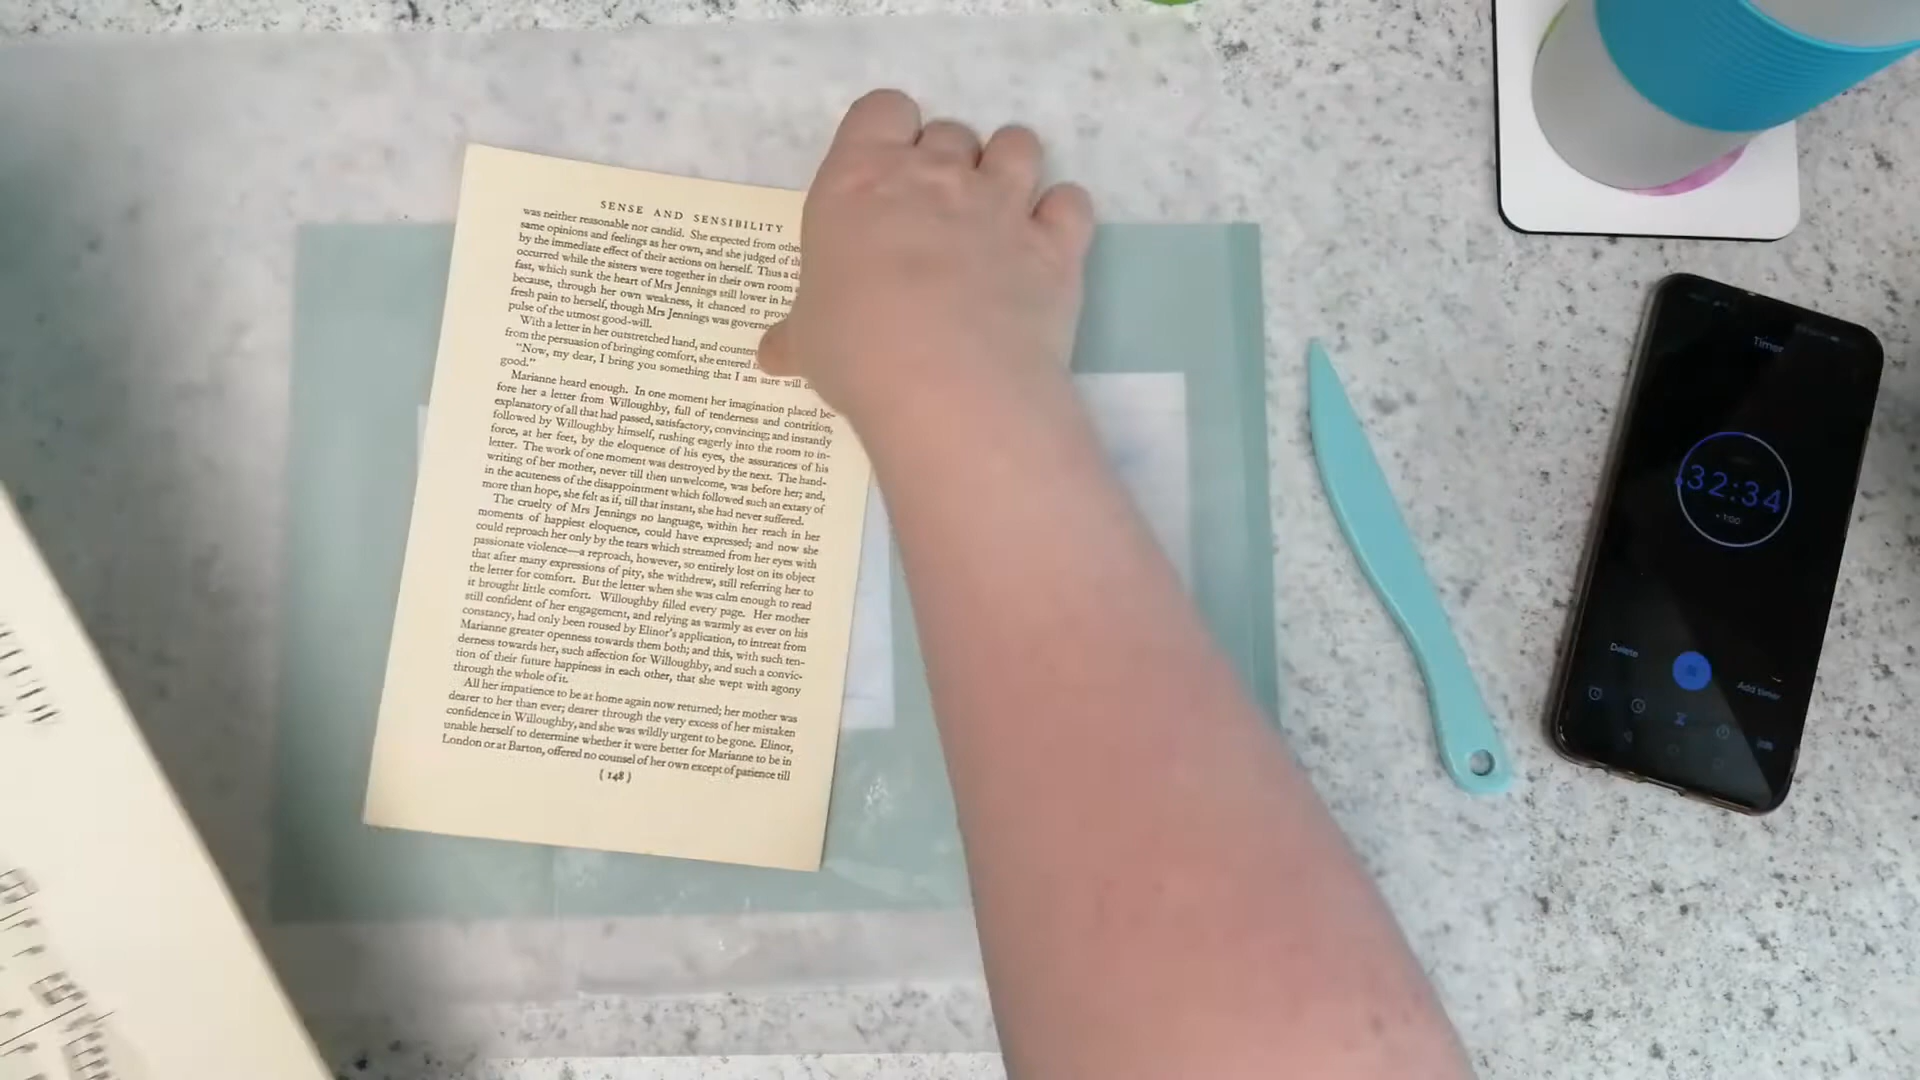 SENSE AND SENSIBILITY
was neither reasonable nor candid. She expected from
same opinions and feelings as her own, and she judged of
by the immediate effect of their actions on herself. Thus a
occurred while the sisters were together in their own room
fast, which sunk the heart of Mrs Jennings still lower in
because, through her own weakness, it chanced to
fresh pain to herself, though Mrs Jennings was
pulse of the utmost good-will.
With a letter in her outstretched hand, and
from the persuasion of bringing comfort, she entered
"Now, my dear, I bring you something that I am sure will
good."
Marianne heard enough. In one moment her imagination placed be-
fore her a letter from Willoughby, full of tenderness and contrition,
explanatory of all that had passed, satisfactory, convincing; and instantly
followed by Willoughby himself, rushing eagerly into the room to in-
force, at her feet, by the eloquence of his eyes, the assurances of his
letter. The work of one moment was destroyed by the next. The hand-
writing of her mother, never till then unwelcome, was before her; and,
in the acuteness of the disappointment which followed such an extasy of
more than hope, she felt as if, till that instant, she had never suffered.
The cruelty of Mrs Jennings no language, within her reach in her
moments of happiest eloquence, could have expressed; and now she
could reproach her only by the tears which streamed from her eyes with
passionate violence—a reproach, however, so entirely lost on its object
that after many expressions of pity, she withdrew, still referring her to
the letter for comfort. But the letter when she was calm enough to read
it brought little comfort. Willoughby filled every page. Her mother
still confident of her engagement, and relying as warmly as ever on his
constancy, had only been roused by Elinor's application, to intreat from
Marianne greater openness towards them both; and this, with such ten-
derness towards her, such affection for Willoughby, and such a convic-
tion of their future happiness in each other, that she wept with agony
through the whole of it.
All her impatience to be at home again now returned; her mother was
dearer to her than ever; dearer through the very excess of her mistaken
confidence in Willoughby, and she was wildly urgent to be gone. Elinor,
unable herself to determine whether it were better for Marianne to be in
London or at Barton, offered no counsel of her own except of patience till
(148)
Timer
32:34
+ 1:00
Delete
Add timer